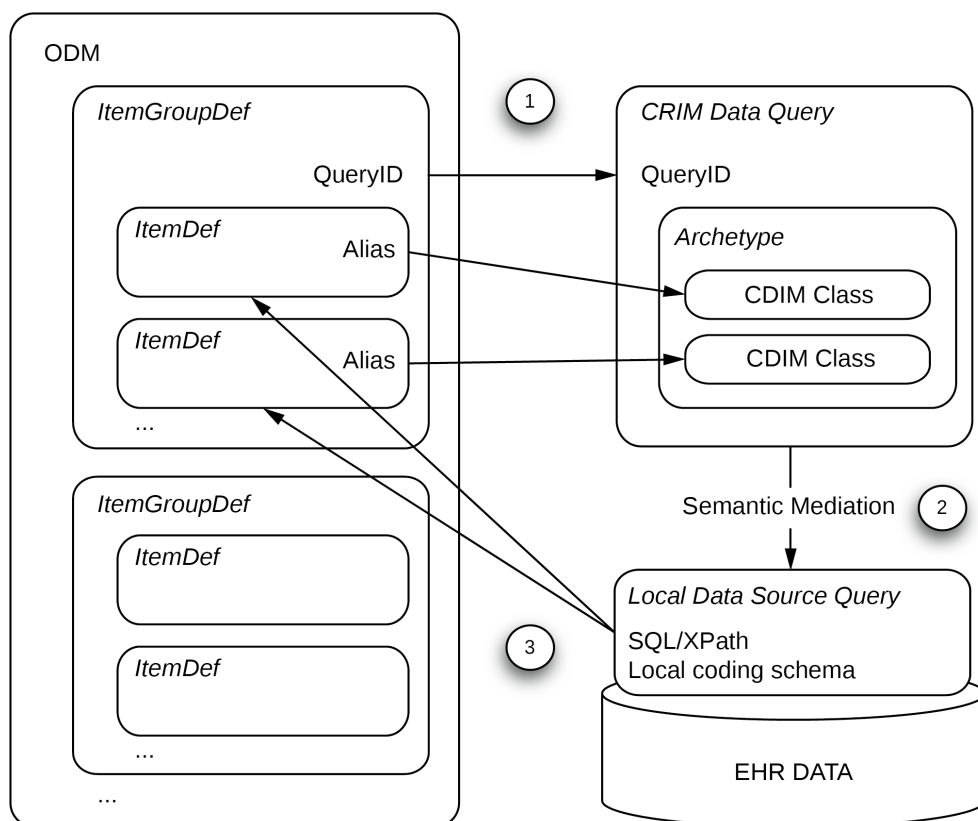 ODM
ItemGroupDef
QueryID
ItemDef
Alias
ItemDef
Alias
...
ItemGroupDef
ItemDef
ItemDef
...
...
1
CRIM Data Query
QueryID
Archetype
CDIM Class
CDIM Class
Semantic Mediation
2
Local Data Source Query
SQL/XPath
Local coding schema
3
EHR DATA